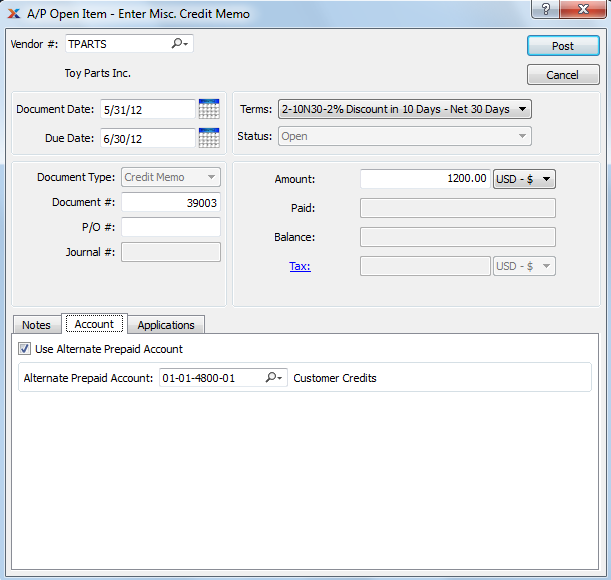 A/P Open Item - Enter Misc. Credit Memo
Vendor #: TPARTS
Post
Toy Parts Inc.
Cancel
Document Date: 5/31/12
Terms: 2-10N30-2% Discount in 10 Days - Net 30 Days
Due Date: 6/30/12
Status: Open
Document Type: Credit Memo
Amount: 1200.00 USD - $
Document #: 39003
Paid:
P/O #:
Balance:
Journal #:
Tax: USD - $
Notes Account Applications
Use Alternate Prepaid Account
Alternate Prepaid Account: 01-01-4800-01 Customer Credits